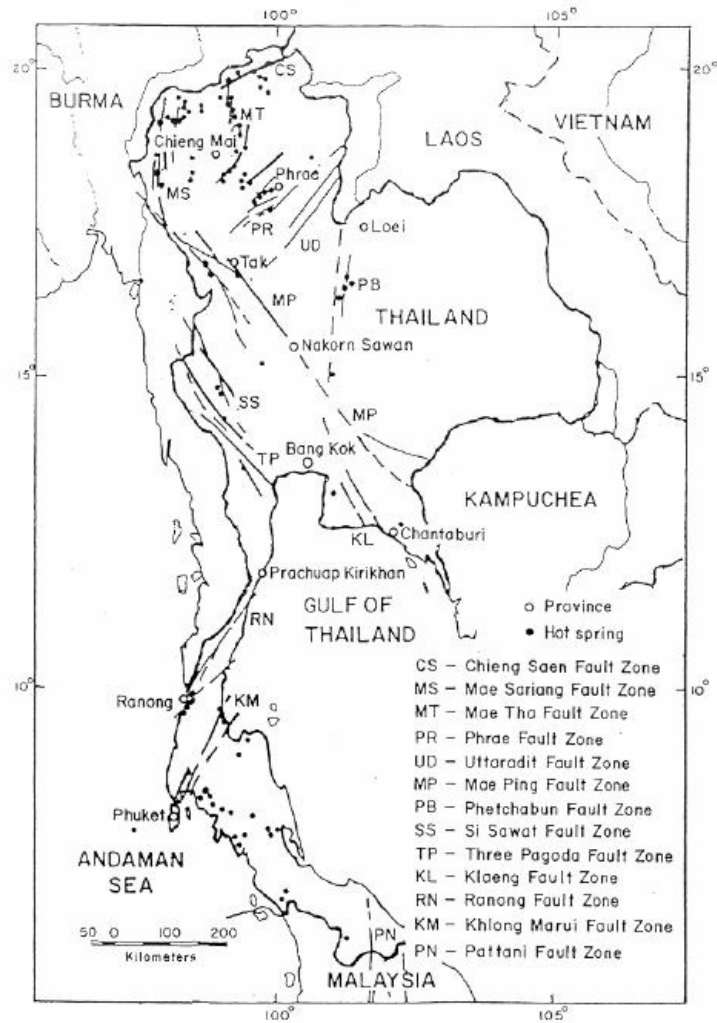 100°
105°
20°
20°
CS
BURMA
MT
VIETNAM
LAOS
Chieng Mai
Phrae
MS
PR
Loei
UD
Tak
MP
PB
THAILAND
Nakorn Sawan
15°
15°
SS
MP
Bang Kok
TP
KAMPUCHEA
KL
Chantaburi
Prachuap Kirikhan
GULF OF
THAILAND
RN
○ Province
● Hot spring
CS – Chieng Saen Fault Zone
10°
10°
MS – Mae Sariang Fault Zone
Ranong
KM
MT – Mae Tha Fault Zone
PR – Phrae Fault Zone
UD – Uttaradit Fault Zone
MP – Mae Ping Fault Zone
PB – Phetchabun Fault Zone
Phuket
SS – Si Sawat Fault Zone
ANDAMAN
SEA
TP – Three Pagoda Fault Zone
KL – Klaeng Fault Zone
RN – Ranong Fault Zone
50 0 100 200
Kilometers
KM – Khlong Marui Fault Zone
PN
PN – Pattani Fault Zone
MALAYSIA
100°
105°